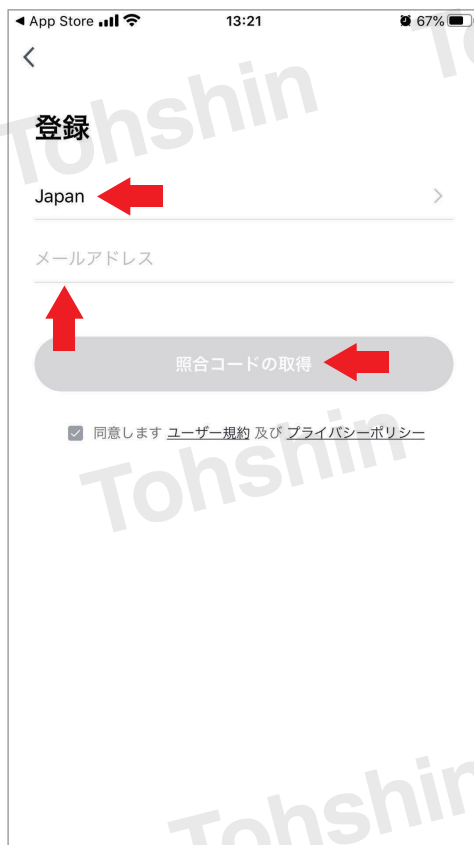 ◀ App Store 13:21 67%
登録
Japan
メールアドレス
照合コードの取得
同意します ユーザー規約 及び プライバシーポリシー
Tohshin
Tohshin
Tohshin